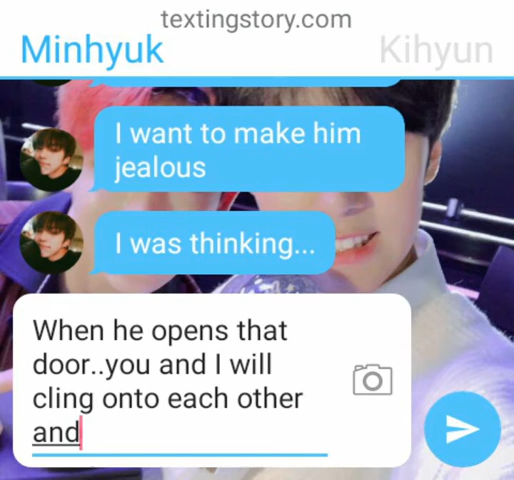 textingstory.com
Minhyuk Kihyun
I want to make him
jealous
I was thinking...
When he opens that
door..you and I will
cling onto each other
and